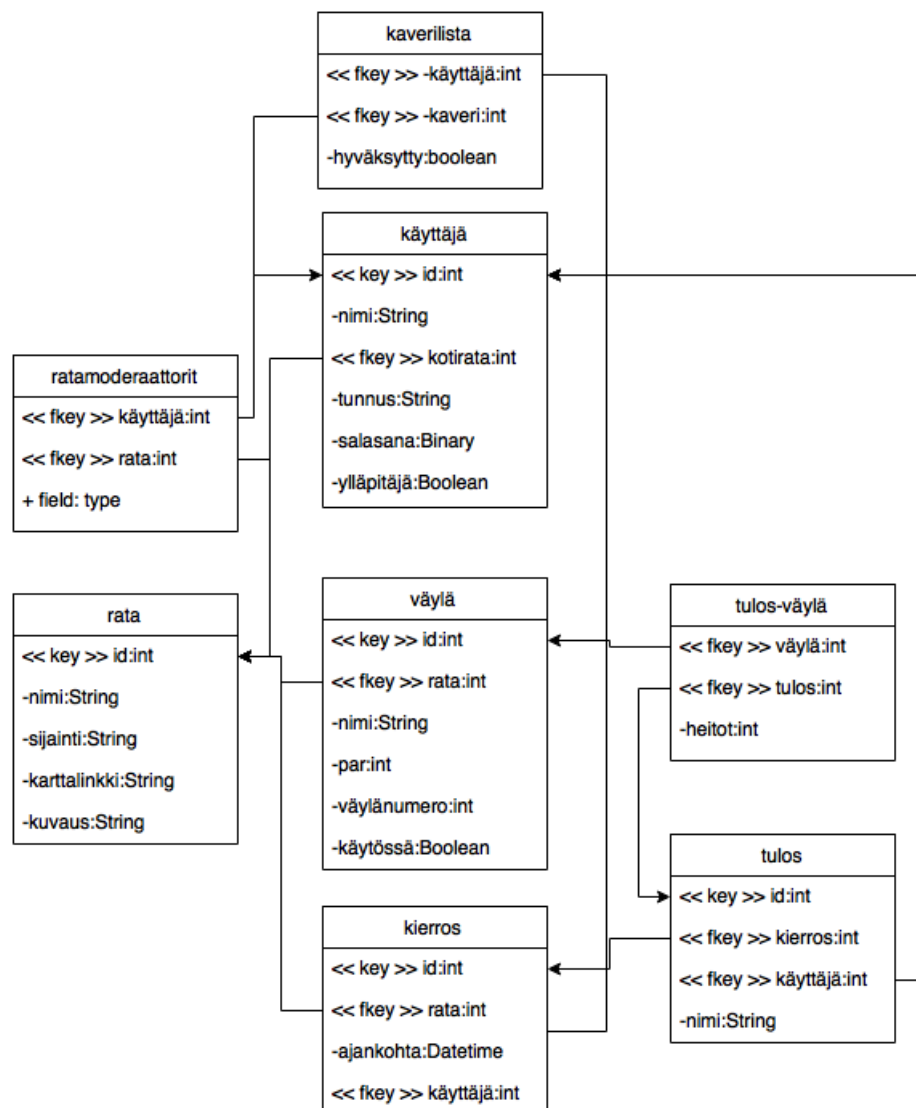 kaverilista
<< fkey >> -käyttäjä:int
<< fkey >> -kaveri:int
-hyväksytty:boolean
käyttäjä
<< key >> id:int
-nimi:String
<< fkey >> kotirata:int
-tunnus:String
-salasana:Binary
-ylläpitäjä:Boolean
ratamoderaattorit
<< fkey >> käyttäjä:int
<< fkey >> rata:int
+ field: type
rata
<< key >> id:int
-nimi:String
-sijainti:String
-karttalinkki:String
-kuvaus:String
väylä
<< key >> id:int
<< fkey >> rata:int
-nimi:String
-par:int
-väylänumero:int
-käytössä:Boolean
tulos-väylä
<< fkey >> väylä:int
<< fkey >> tulos:int
-heitot:int
kierros
<< key >> id:int
<< fkey >> rata:int
-ajankohta:Datetime
<< fkey >> käyttäjä:int
tulos
<< key >> id:int
<< fkey >> kierros:int
<< fkey >> käyttäjä:int
-nimi:String